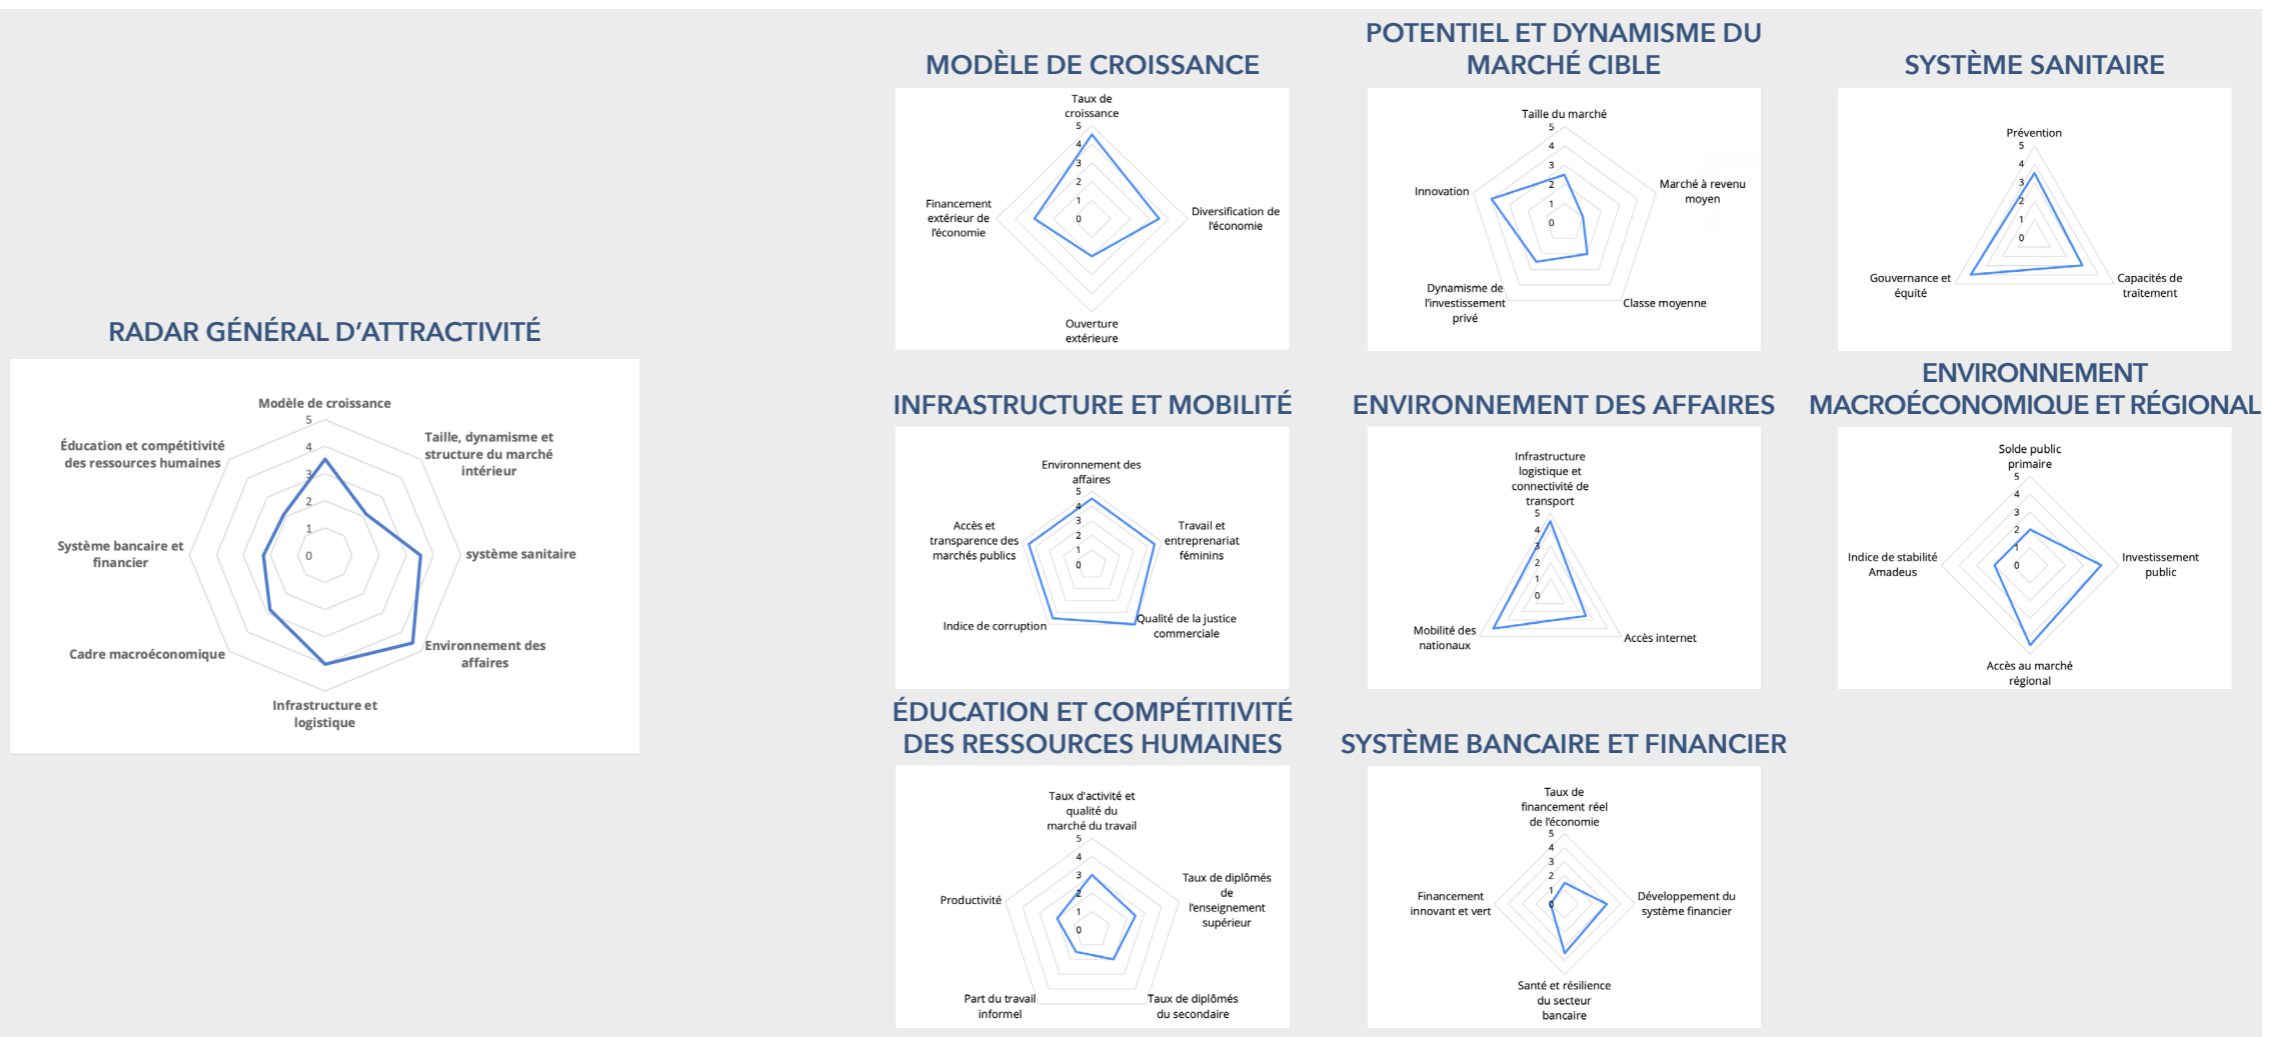 RADAR GÉNÉRAL D’ATTRACTIVITÉ
Modèle de croissance
5
4
3
2
1
0
Taille, dynamisme et
structure du marché
intérieur
système sanitaire
Environnement des
affaires
Infrastructure et
logistique
Cadre macroéconomique
Système bancaire et
financier
Éducation et compétitivité
des ressources humaines
MODÈLE DE CROISSANCE
Taux de
croissance
5
4
3
2
1
0
Diversification de
l’économie
Ouverture
extérieure
Financement
extérieur de
l’économie
POTENTIEL ET DYNAMISME DU
MARCHÉ CIBLE
Taille du marché
5
4
3
2
1
0
Marché à revenu
moyen
Classe moyenne
Dynamisme de
l’investissement
privé
Innovation
SYSTÈME SANITAIRE
Prévention
5
4
3
2
1
0
Capacités de
traitement
Gouvernance et
équité
INFRASTRUCTURE ET MOBILITÉ
Environnement des
affaires
5
4
3
2
1
0
Travail et
entreprenariat
féminins
Qualité de la justice
commerciale
Indice de corruption
Accès et
transparence des
marchés publics
ENVIRONNEMENT DES AFFAIRES
Infrastructure
logistique et
connectivité de
transport
5
4
3
2
1
0
Accès internet
Mobilité des
nationaux
ENVIRONNEMENT
MACROÉCONOMIQUE ET RÉGIONAL
Solde public
primaire
5
4
3
2
1
0
Investissement
public
Accès au marché
régional
Indice de stabilité
Amadeus
ÉDUCATION ET COMPÉTITIVITÉ
DES RESSOURCES HUMAINES
Taux d’activité et
qualité du
marché du travail
5
4
3
2
1
0
Taux de diplômés
de
l’enseignement
supérieur
Taux de diplômés
du secondaire
Part du travail
informel
Productivité
SYSTÈME BANCAIRE ET FINANCIER
Taux de
financement réel
de l’économie
5
4
3
2
1
0
Développement du
système financier
Santé et résilience
du secteur
bancaire
Financement
innovant et vert